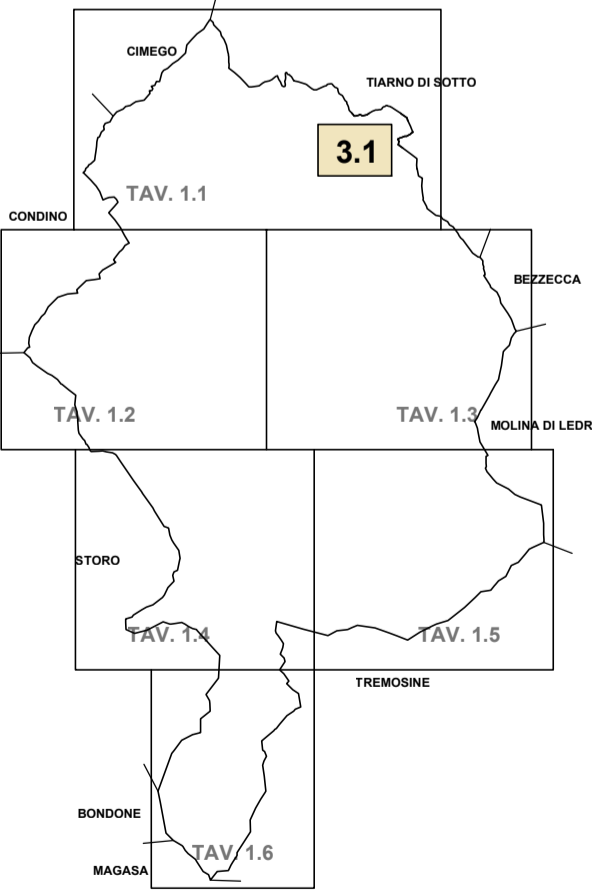 CIMEGO
TIARNO DI SOTTO
3.1
TAV. 1.1
CONDINO
BEZZECCA
TAV. 1.2
TAV. 1.3
MOLINA DI LEDR
STORO
TAV. 1.4
TAV. 1.5
TREMOSINE
BONDONE
TAV. 1.6
MAGASA